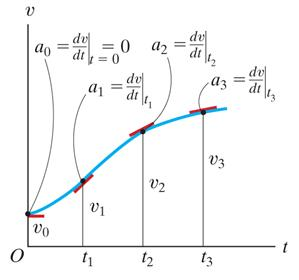 v
a₀ = dv/dt|ₜ ₌ ₀ = 0
a₂ = dv/dt|t₂
a₁ = dv/dt|t₁
a₃ = dv/dt|t₃
v₀
v₁
v₂
v₃
O
t₁
t₂
t₃
t